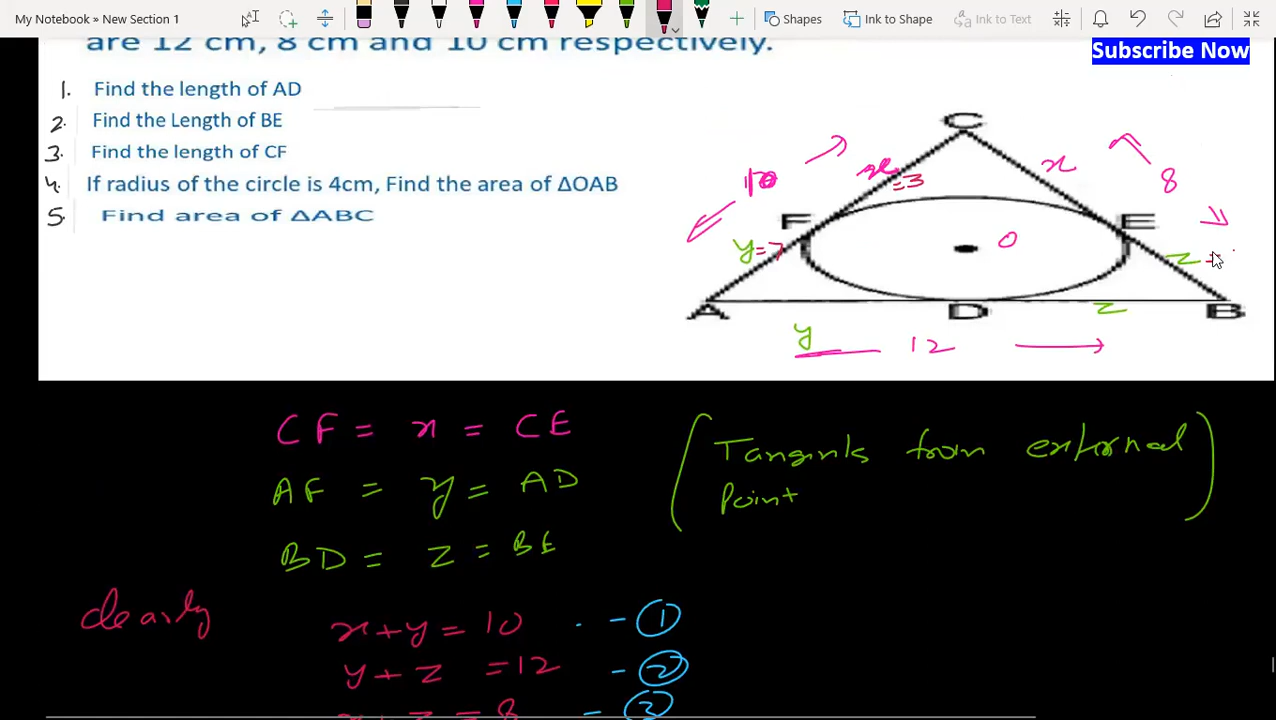 My Notebook » New Section 1
Shapes
Ink to Shape
Ink to Text
are 12 cm, 8 cm and 10 cm respectively.
Subscribe Now
1. Find the length of AD
2. Find the Length of BE
3. Find the length of CF
4. If radius of the circle is 4cm, Find the area of ΔOAB
5. Find area of ΔABC
C
10
x
=3
x
8
F
E
y=7
O
z =
A
D
z
B
y
12
CF = x = CE
AF = y = AD
BD = z = BE
(Tangents from external
Point
clearly
x+y = 10 - 1
y+z = 12 - 2
x+z = 8 - 3